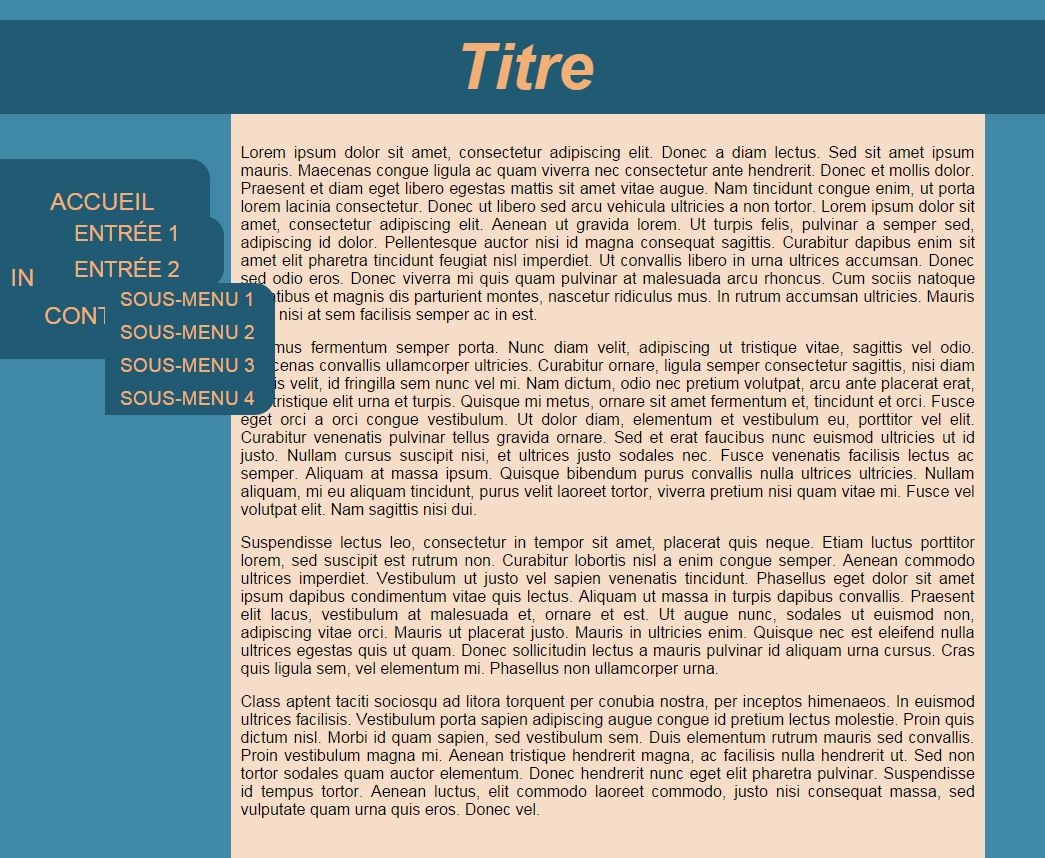 Titre
ACCUEIL
ENTRÉE 1
ENTRÉE 2
IN
CONT
SOUS-MENU 1
SOUS-MENU 2
SOUS-MENU 3
SOUS-MENU 4
Lorem ipsum dolor sit amet, consectetur adipiscing elit. Donec a diam lectus. Sed sit amet ipsum
mauris. Maecenas congue ligula ac quam viverra nec consectetur ante hendrerit. Donec et mollis dolor.
Praesent et diam eget libero egestas mattis sit amet vitae augue. Nam tincidunt congue enim, ut porta
lorem lacinia consectetur. Donec ut libero sed arcu vehicula ultricies a non tortor. Lorem ipsum dolor sit
amet, consectetur adipiscing elit. Aenean ut gravida lorem. Ut turpis felis, pulvinar a semper sed,
adipiscing id dolor. Pellentesque auctor nisi id magna consequat sagittis. Curabitur dapibus enim sit
amet elit pharetra tincidunt feugiat nisl imperdiet. Ut convallis libero in urna ultrices accumsan. Donec
sed odio eros. Donec viverra mi quis quam pulvinar at malesuada arcu rhoncus. Cum sociis natoque
et magnis dis parturient montes, nascetur ridiculus mus. In rutrum accumsan ultricies. Mauris
nisi at sem facilisis semper ac in est.
fermentum semper porta. Nunc diam velit, adipiscing ut tristique vitae, sagittis vel odio.
convallis ullamcorper ultricies. Curabitur ornare, ligula semper consectetur sagittis, nisi diam
velit, id fringilla sem nunc vel mi. Nam dictum, odio nec pretium volutpat, arcu ante placerat erat,
tristique elit urna et turpis. Quisque mi metus, ornare sit amet fermentum et, tincidunt et orci. Fusce
eget orci a orci congue vestibulum. Ut dolor diam, elementum et vestibulum eu, porttitor vel elit.
Curabitur venenatis pulvinar tellus gravida ornare. Sed et erat faucibus nunc euismod ultricies ut id
justo. Nullam cursus suscipit nisi, et ultrices justo sodales nec. Fusce venenatis facilisis lectus ac
semper. Aliquam at massa ipsum. Quisque bibendum purus convallis nulla ultrices ultricies. Nullam
aliquam, mi eu aliquam tincidunt, purus velit laoreet tortor, viverra pretium nisi quam vitae mi. Fusce vel
volutpat elit. Nam sagittis nisi dui.
Suspendisse lectus leo, consectetur in tempor sit amet, placerat quis neque. Etiam luctus porttitor
lorem, sed suscipit est rutrum non. Curabitur lobortis nisl a enim congue semper. Aenean commodo
ultrices imperdiet. Vestibulum ut justo vel sapien venenatis tincidunt. Phasellus eget dolor sit amet
ipsum dapibus condimentum vitae quis lectus. Aliquam ut massa in turpis dapibus convallis. Praesent
elit lacus, vestibulum at malesuada et, ornare et est. Ut augue nunc, sodales ut euismod non,
adipiscing vitae orci. Mauris ut placerat justo. Mauris in ultricies enim. Quisque nec est eleifend nulla
ultrices egestas quis ut quam. Donec sollicitudin lectus a mauris pulvinar id aliquam urna cursus. Cras
quis ligula sem, vel elementum mi. Phasellus non ullamcorper urna.
Class aptent taciti sociosqu ad litora torquent per conubia nostra, per inceptos himenaeos. In euismod
ultrices facilisis. Vestibulum porta sapien adipiscing augue congue id pretium lectus molestie. Proin quis
dictum nisl. Morbi id quam sapien, sed vestibulum sem. Duis elementum rutrum mauris sed convallis.
Proin vestibulum magna mi. Aenean tristique hendrerit magna, ac facilisis nulla hendrerit ut. Sed non
tortor sodales quam auctor elementum. Donec hendrerit nunc eget elit pharetra pulvinar. Suspendisse
id tempus tortor. Aenean luctus, elit commodo laoreet commodo, justo nisi consequat massa, sed
vulputate quam urna quis eros. Donec vel.